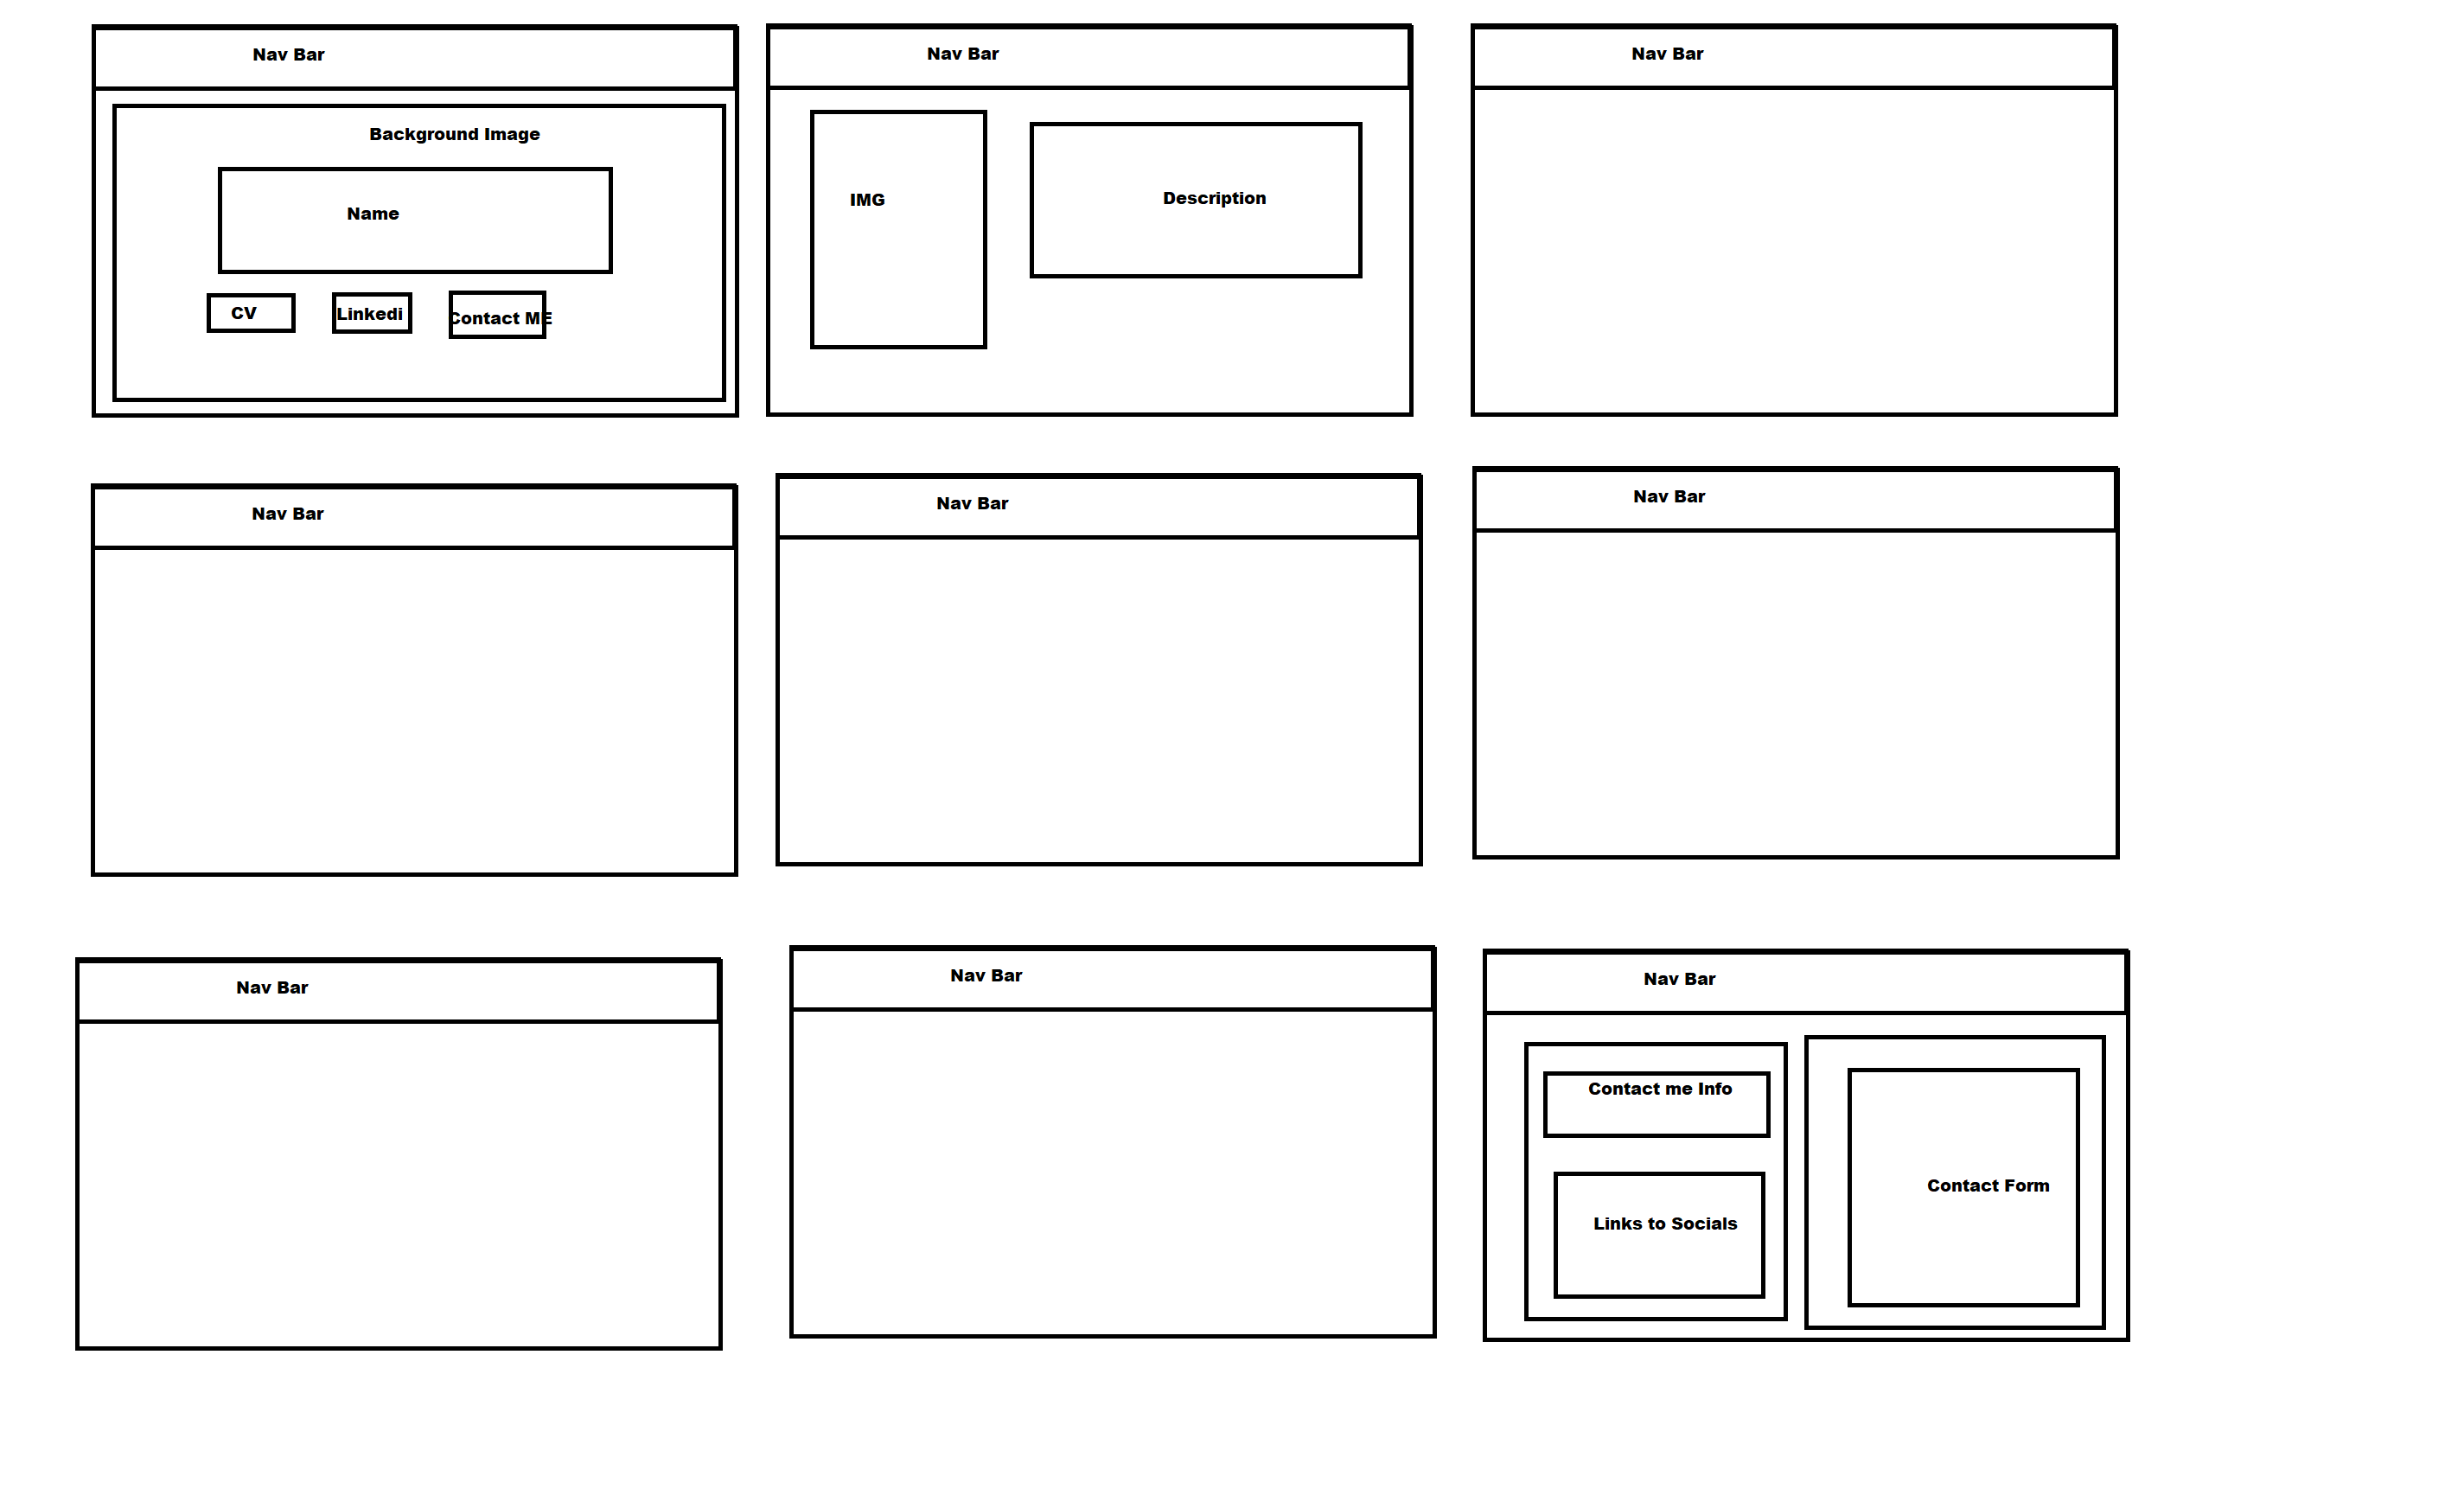 Nav Bar
Background Image
Name
CV
Linkedi
Contact ME
Nav Bar
IMG
Description
Nav Bar
Nav Bar
Nav Bar
Nav Bar
Nav Bar
Nav Bar
Nav Bar
Contact me Info
Links to Socials
Contact Form